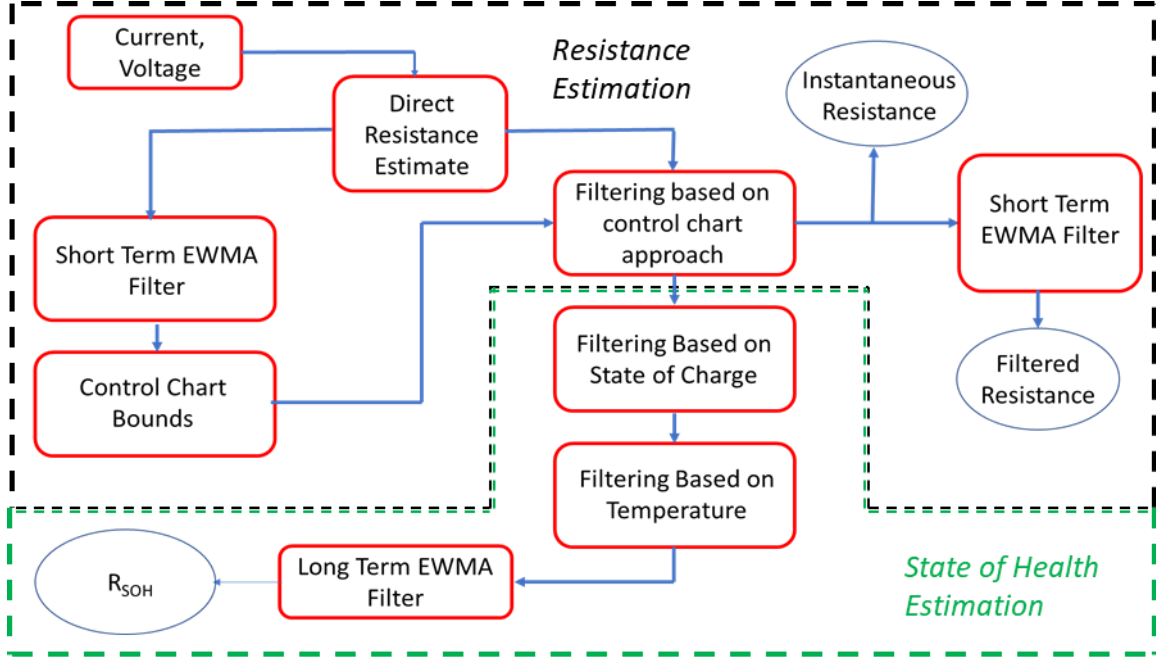 Current,
Voltage
Resistance
Estimation
Instantaneous
Resistance
Direct
Resistance
Estimate
Filtering based on
control chart
approach
Short Term
EWMA Filter
Short Term EWMA
Filter
Filtering Based on
State of Charge
Filtered
Resistance
Control Chart
Bounds
Filtering Based on
Temperature
R_SOH
Long Term EWMA
Filter
State of Health
Estimation